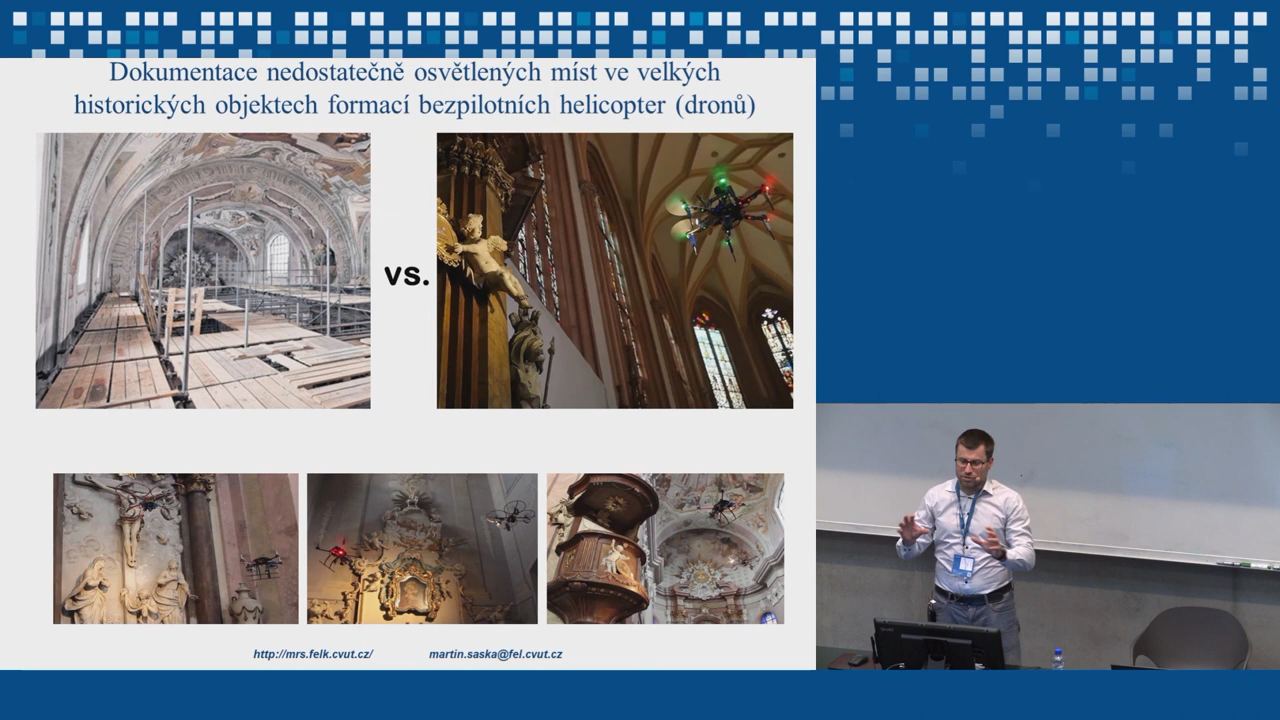 Dokumentace nedostatečně osvětlených míst ve velkých
historických objektech formací bezpilotních helicopter (dronů)
vs.
http://mrs.felk.cvut.cz/
martin.saska@fel.cvut.cz